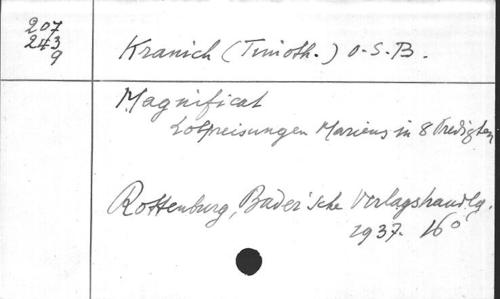 207
243
9
Kranich (Timoth.) O.S.B.
Magnificat
Lobpreisungen Mariens in 8 Predigten
Rottenburg, Bader'sche Verlagshandlg.
1937. 16°